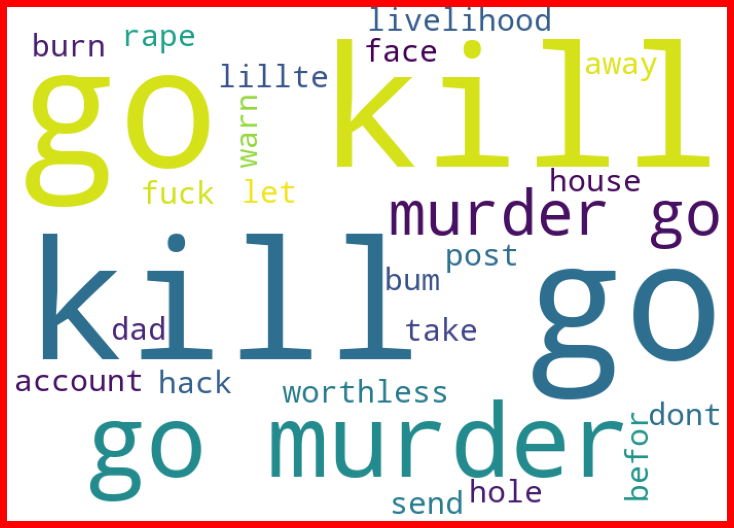 livelihood
burn rape
face
go kill
lillte
away
warn
fuck let
house
murder go
kill go
post
bum
dad
take
account hack
worthless
go murder
dont
befor
send
hole